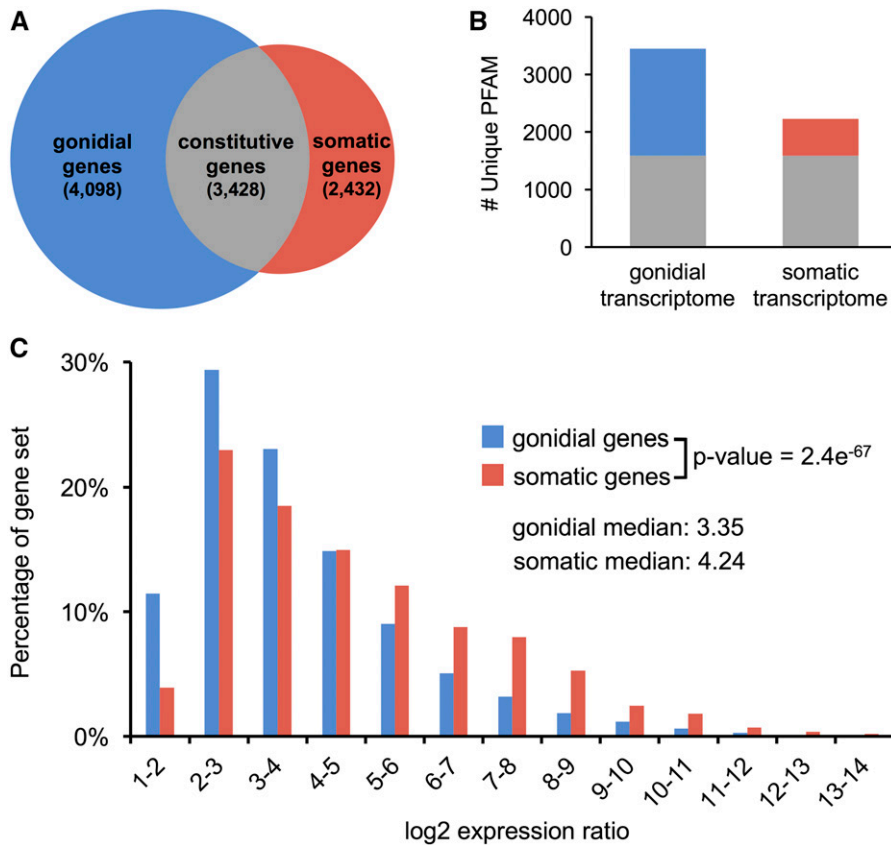 A
gonidial
genes
(4,098)
constitutive
genes
(3,428)
somatic
genes
(2,432)
B
# Unique PFAM
4000
3000
2000
1000
0
gonidial
transcriptome
somatic
transcriptome
C
Percentage of gene set
30%
20%
10%
0%
gonidial genes
somatic genes
p-value = 2.4e-67
gonidial median: 3.35
somatic median: 4.24
1-2
2-3
3-4
4-5
5-6
6-7
7-8
8-9
9-10
10-11
11-12
12-13
13-14
log2 expression ratio